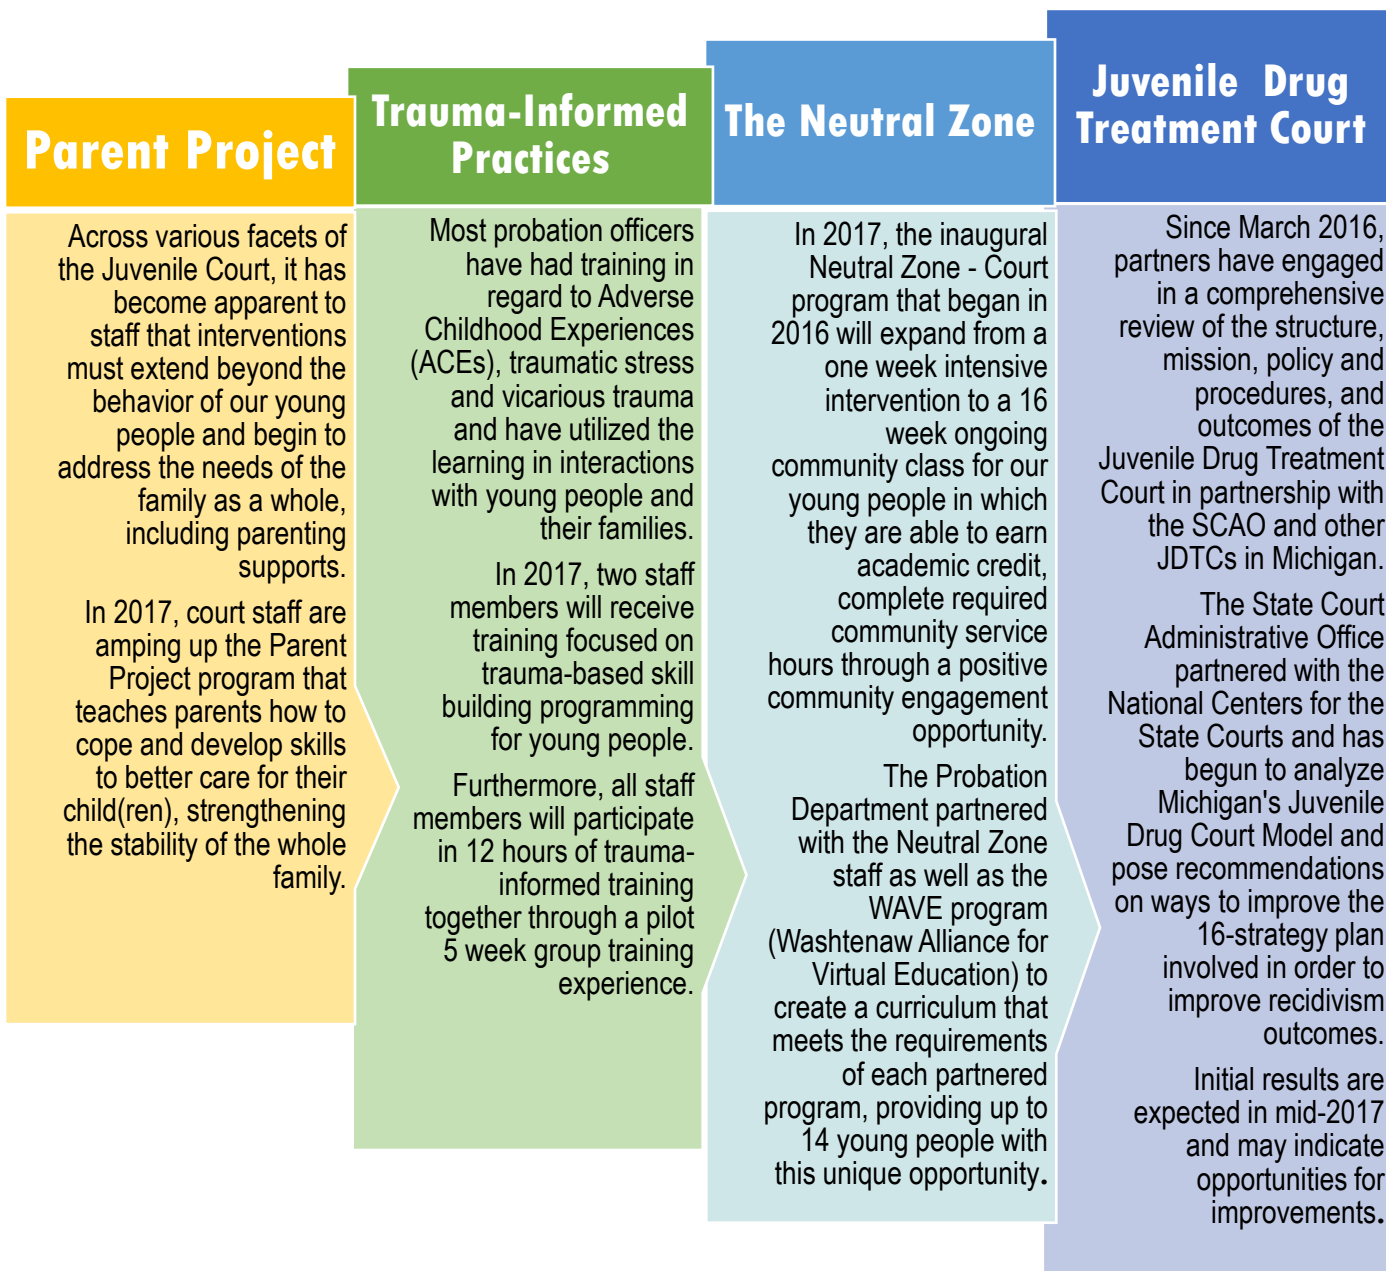 Parent Project
Across various facets of
the Juvenile Court, it has
become apparent to
staff that interventions
must extend beyond the
behavior of our young
people and begin to
address the needs of the
family as a whole,
including parenting
supports.
In 2017, court staff are
amping up the Parent
Project program that
teaches parents how to
cope and develop skills
to better care for their
child(ren), strengthening
the stability of the whole
family.
Trauma-Informed
Practices
Most probation officers
have had training in
regard to Adverse
Childhood Experiences
(ACEs), traumatic stress
and vicarious trauma
and have utilized the
learning in interactions
with young people and
their families.
In 2017, two staff
members will receive
training focused on
trauma-based skill
building programming
for young people.
Furthermore, all staff
members will participate
in 12 hours of trauma-
informed training
together through a pilot
5 week group training
experience.
The Neutral Zone
In 2017, the inaugural
Neutral Zone - Court
program that began in
2016 will expand from a
one week intensive
intervention to a 16
week ongoing
community class for our
young people in which
they are able to earn
academic credit,
complete required
community service
hours through a positive
community engagement
opportunity.
The Probation
Department partnered
with the Neutral Zone
staff as well as the
WAVE program
(Washtenaw Alliance for
Virtual Education) to
create a curriculum that
meets the requirements
of each partnered
program, providing up to
14 young people with
this unique opportunity.
Juvenile Drug
Treatment Court
Since March 2016,
partners have engaged
in a comprehensive
review of the structure,
mission, policy and
procedures, and
outcomes of the
Juvenile Drug Treatment
Court in partnership with
the SCAO and other
JDTCs in Michigan.
The State Court
Administrative Office
partnered with the
National Centers for the
State Courts and has
begun to analyze
Michigan's Juvenile
Drug Court Model and
pose recommendations
on ways to improve the
16-strategy plan
involved in order to
improve recidivism
outcomes.
Initial results are
expected in mid-2017
and may indicate
opportunities for
improvements.